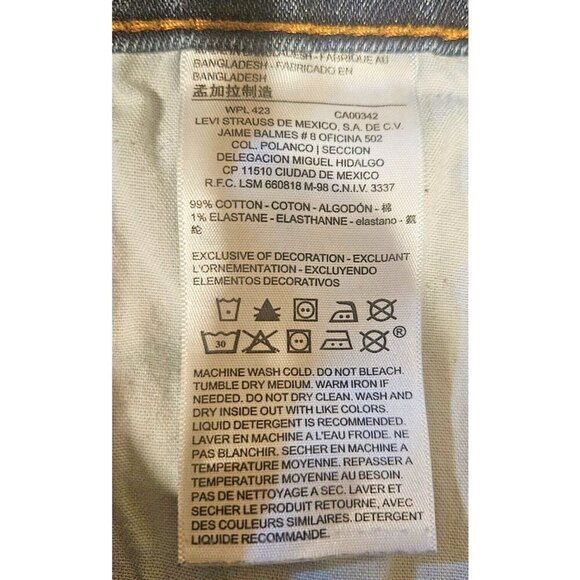 BANGLADESH - FABRIQUE AU
BANGLADESH - FABRICADO EN
BANGLADESH
孟加拉制造
WPL 423 CA00342
LEVI STRAUSS DE MEXICO, S.A. DE C.V.
JAIME BALMES # 8 OFICINA 502
COL. POLANCO | SECCION
DELEGACION MIGUEL HIDALGO
CP 11510 CIUDAD DE MEXICO
R.F.C. LSM 660818 M-98 C.N.I.V. 3337
99% COTTON - COTON - ALGODÓN - 棉
1% ELASTANE - ELASTHANNE - elastano - 氨
纶
EXCLUSIVE OF DECORATION - EXCLUANT
L'ORNEMENTATION - EXCLUYENDO
ELEMENTOS DECORATIVOS
30 ®
MACHINE WASH COLD. DO NOT BLEACH.
TUMBLE DRY MEDIUM. WARM IRON IF
NEEDED. DO NOT DRY CLEAN. WASH AND
DRY INSIDE OUT WITH LIKE COLORS.
LIQUID DETERGENT IS RECOMMENDED.
LAVER EN MACHINE A L'EAU FROIDE. NE
PAS BLANCHIR. SECHER EN MACHINE A
TEMPERATURE MOYENNE. REPASSER A
TEMPERATURE MOYENNE AU BESOIN.
PAS DE NETTOYAGE A SEC. LAVER ET
SECHER LE PRODUIT RETOURNE, AVEC
DES COULEURS SIMILAIRES. DETERGENT
LIQUIDE RECOMMANDE.